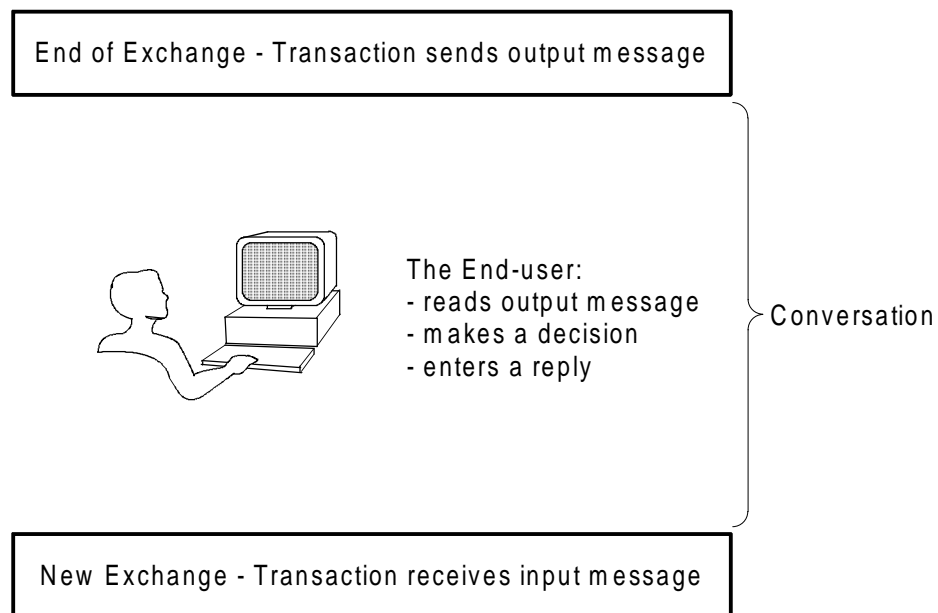 End of Exchange - Transaction sends output message
The End-user:
- reads output message
- makes a decision
- enters a reply
Conversation
New Exchange - Transaction receives input message